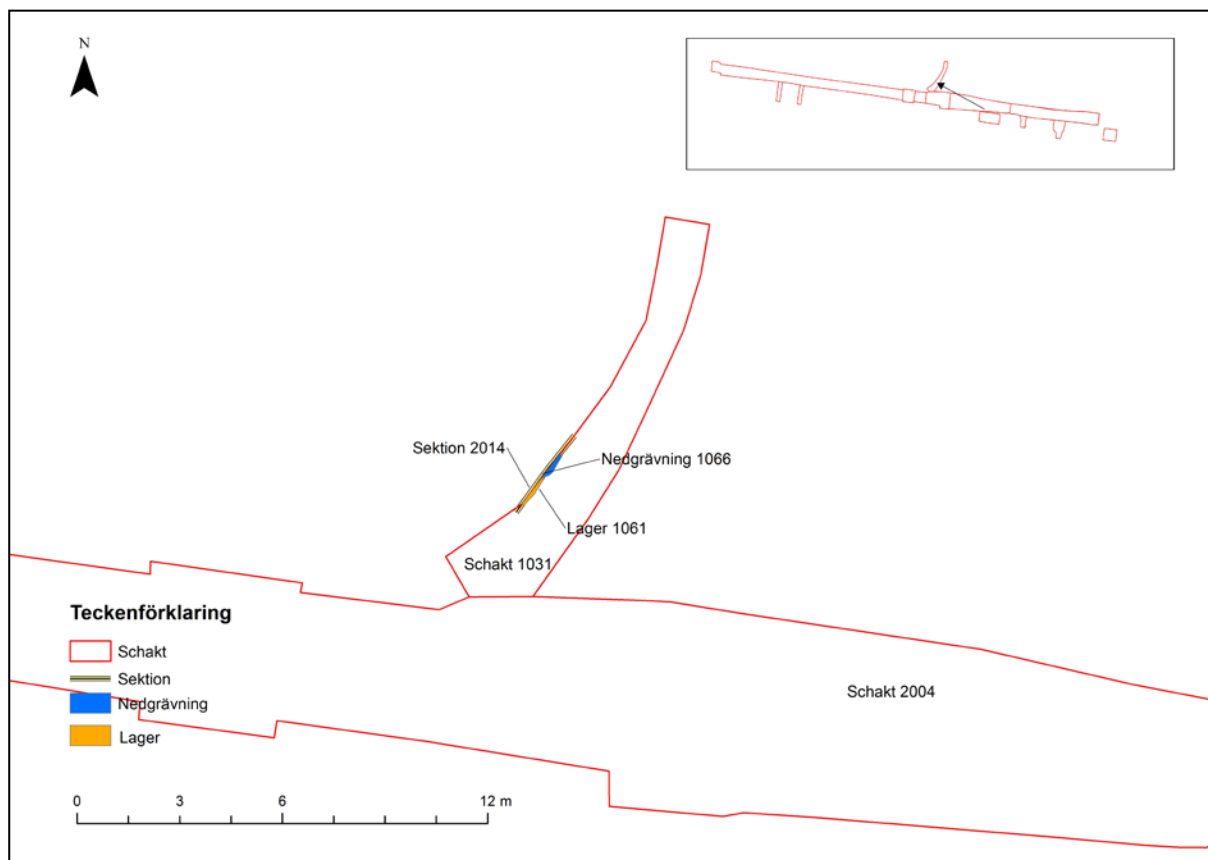 N
Sektion 2014
Nedgrävning 1066
Lager 1061
Schakt 1031
Teckenförklaring
Schakt
Sektion
Nedgrävning
Lager
Schakt 2004
0 3 6 12 m